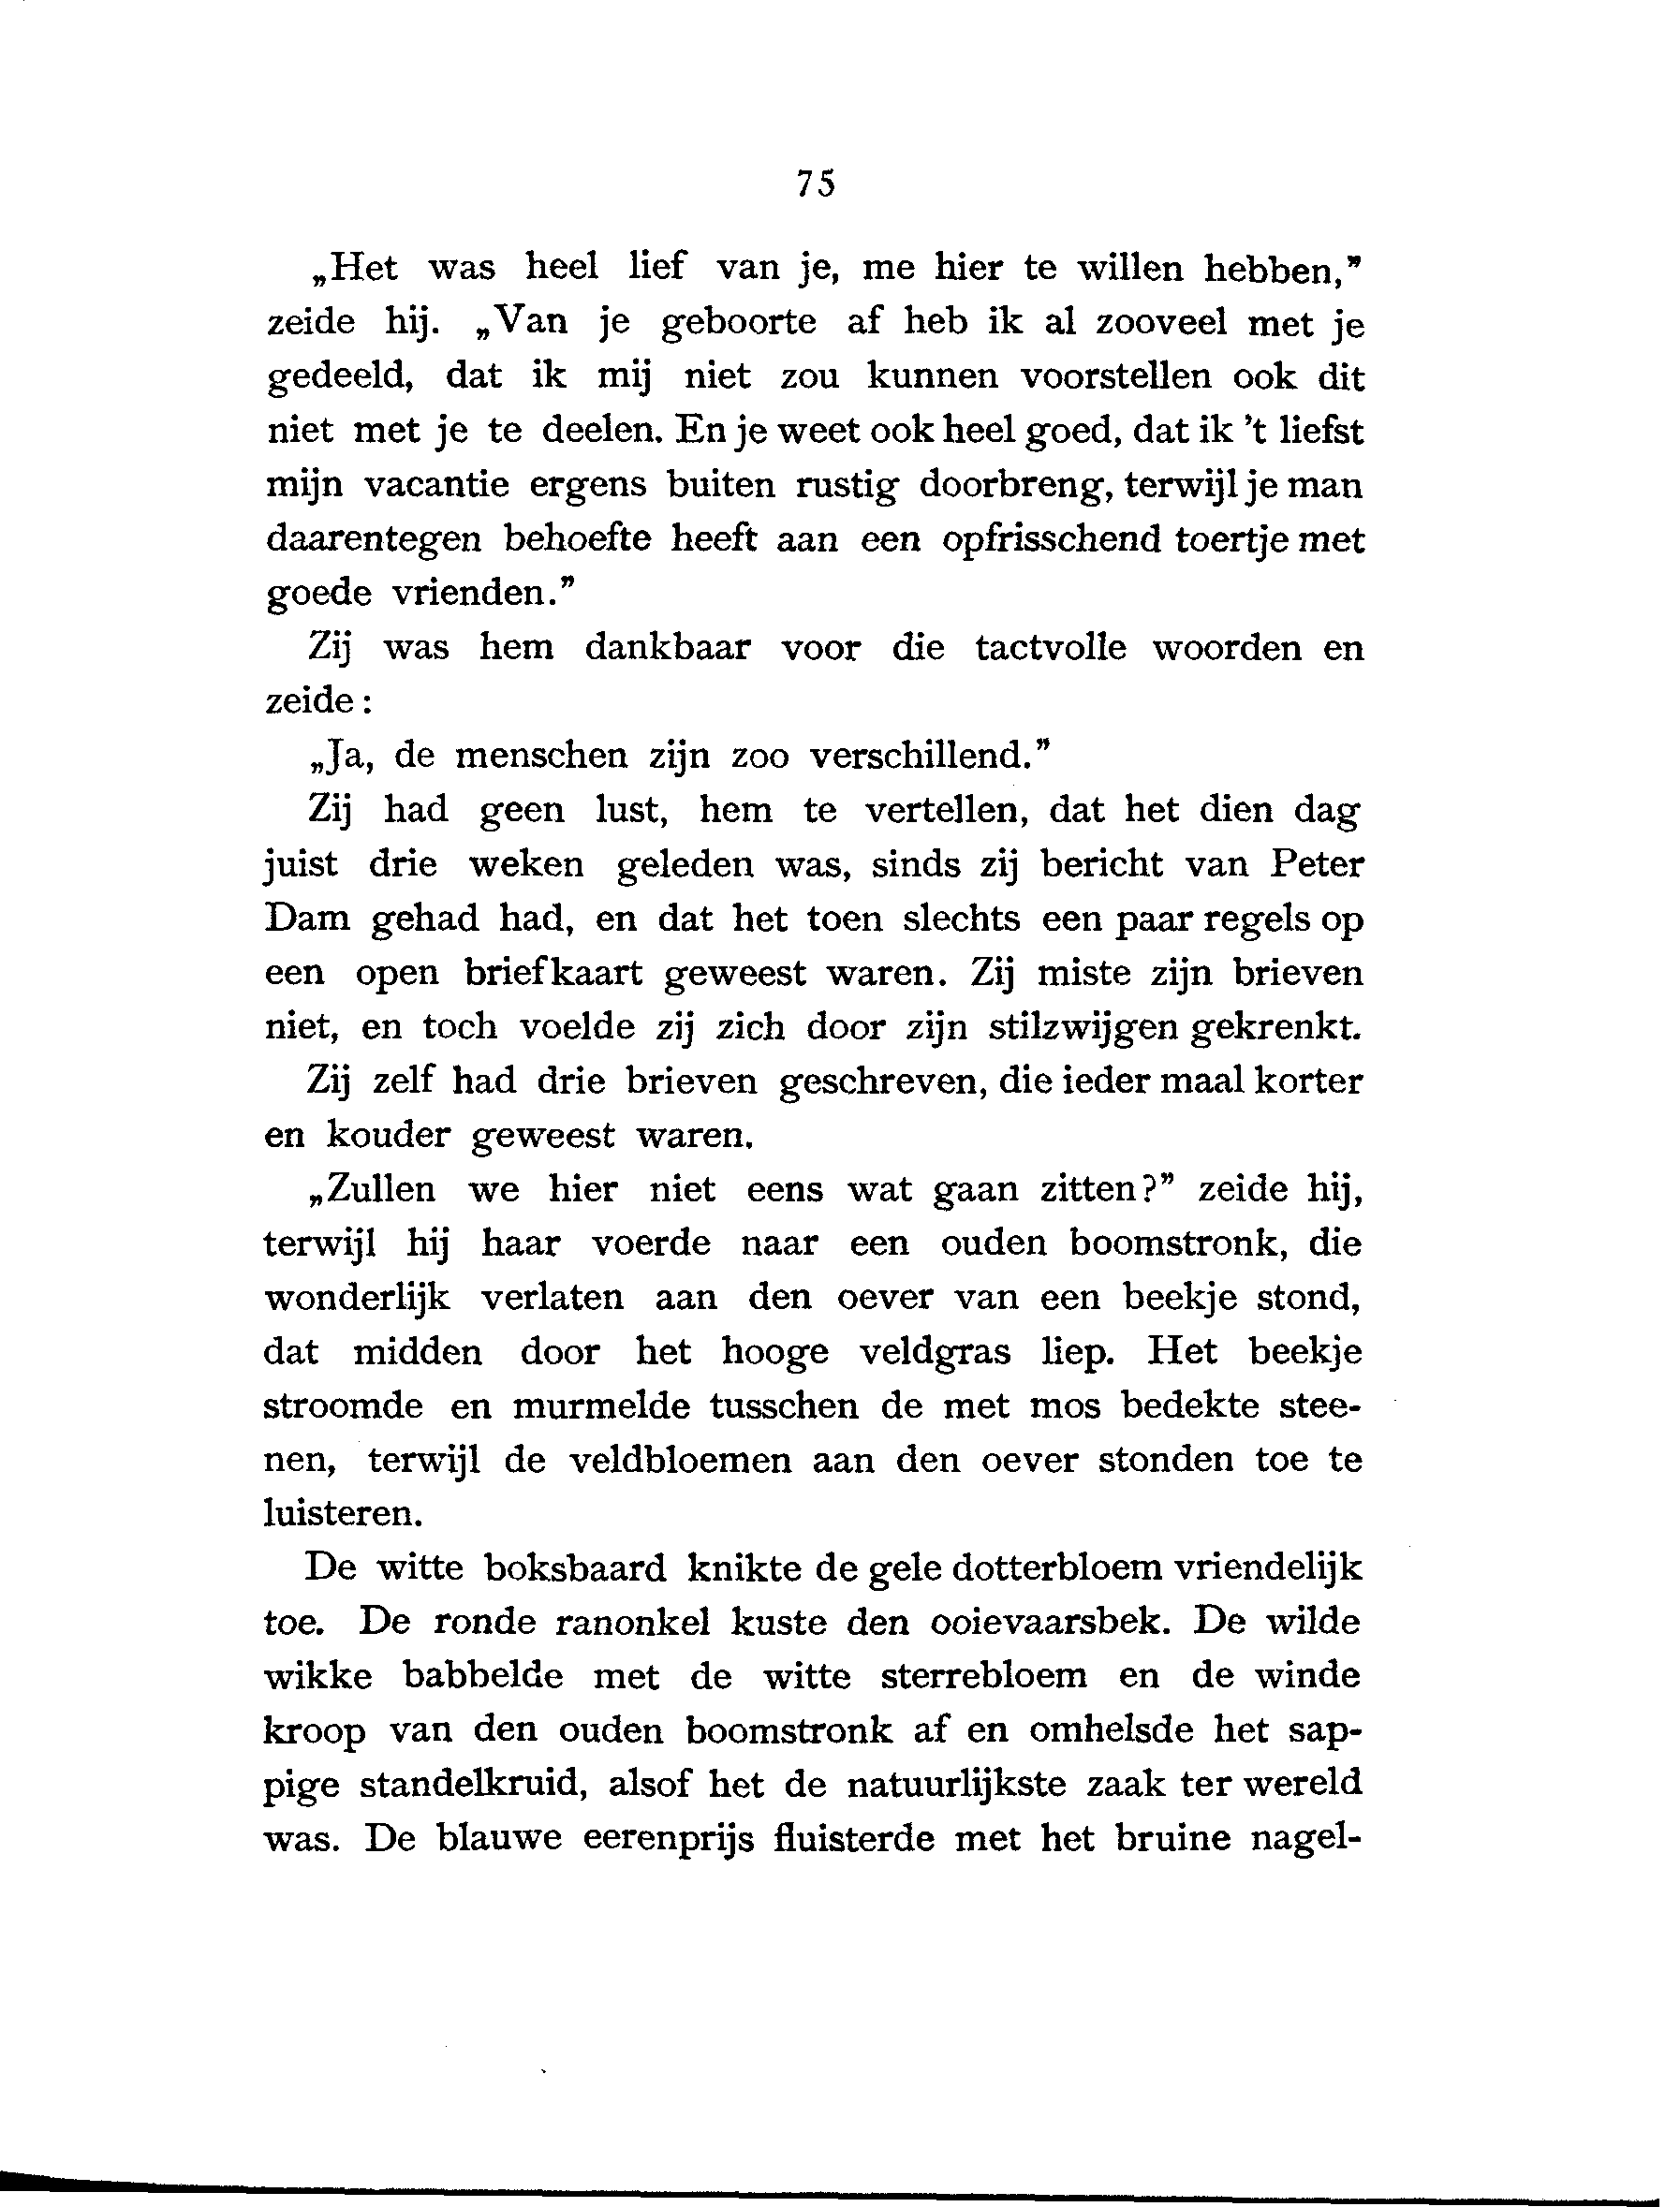 75
„Het was heel lief van je, me hier te willen hebben,”
zeide hij. „Van je geboorte af heb ik al zooveel met je
gedeeld, dat ik mij niet zou kunnen voorstellen ook dit
niet met je te deelen. En je weet ook heel goed, dat ik 't liefst
mijn vacantie ergens buiten rustig doorbreng, terwijl je man
daarentegen behoefte heeft aan een opfrisschend toertje met
goede vrienden.”
Zij was hem dankbaar voor die tactvolle woorden en
zeide:
„Ja, de menschen zijn zoo verschillend.”
Zij had geen lust, hem te vertellen, dat het dien dag
juist drie weken geleden was, sinds zij bericht van Peter
Dam gehad had, en dat het toen slechts een paar regels op
een open briefkaart geweest waren. Zij miste zijn brieven
niet, en toch voelde zij zich door zijn stilzwijgen gekrenkt.
Zij zelf had drie brieven geschreven, die ieder maal korter
en kouder geweest waren.
„Zullen we hier niet eens wat gaan zitten?” zeide hij,
terwijl hij haar voerde naar een ouden boomstronk, die
wonderlijk verlaten aan den oever van een beekje stond,
dat midden door het hooge veldgras liep. Het beekje
stroomde en murmelde tusschen de met mos bedekte stee-
nen, terwijl de veldbloemen aan den oever stonden toe te
luisteren.
De witte boksbaard knikte de gele dotterbloem vriendelijk
toe. De ronde ranonkel kuste den ooievaarsbek. De wilde
wikke babbelde met de witte sterrebloem en de winde
kroop van den ouden boomstronk af en omhelsde het sap-
pige standelkruid, alsof het de natuurlijkste zaak ter wereld
was. De blauwe eerenprijs fluisterde met het bruine nagel-